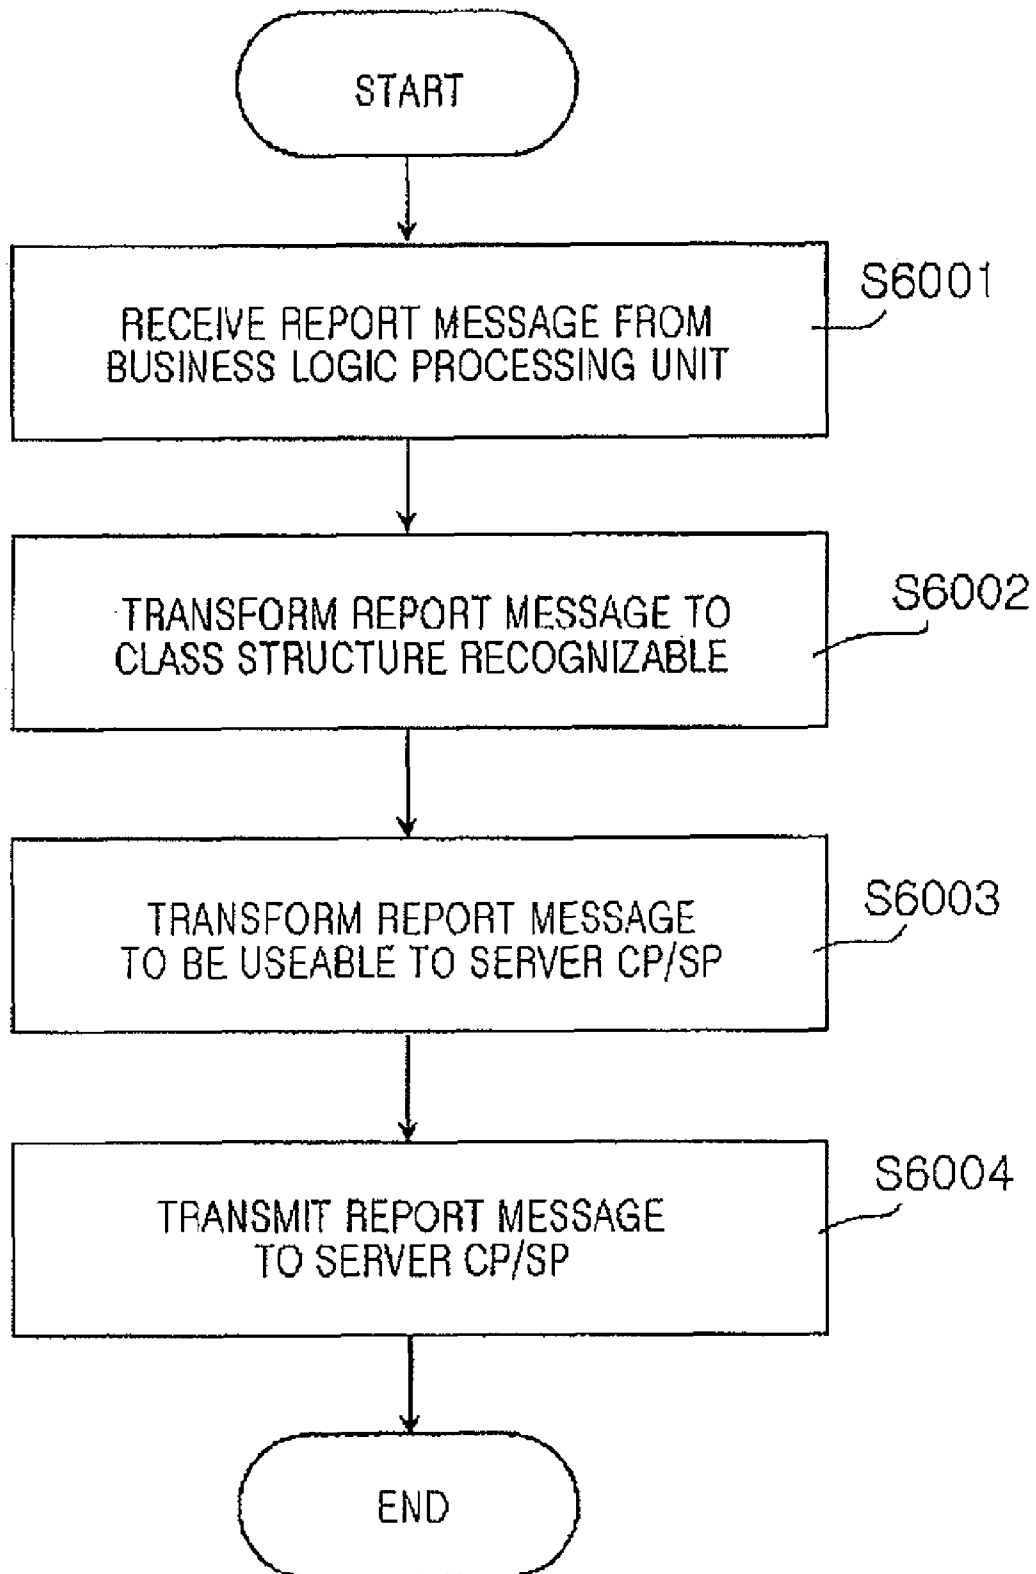 START
RECEIVE REPORT MESSAGE FROM
BUSINESS LOGIC PROCESSING UNIT
S6001
TRANSFORM REPORT MESSAGE TO
CLASS STRUCTURE RECOGNIZABLE
S6002
TRANSFORM REPORT MESSAGE
TO BE USEABLE TO SERVER CP/SP
S6003
TRANSMIT REPORT MESSAGE
TO SERVER CP/SP
S6004
END